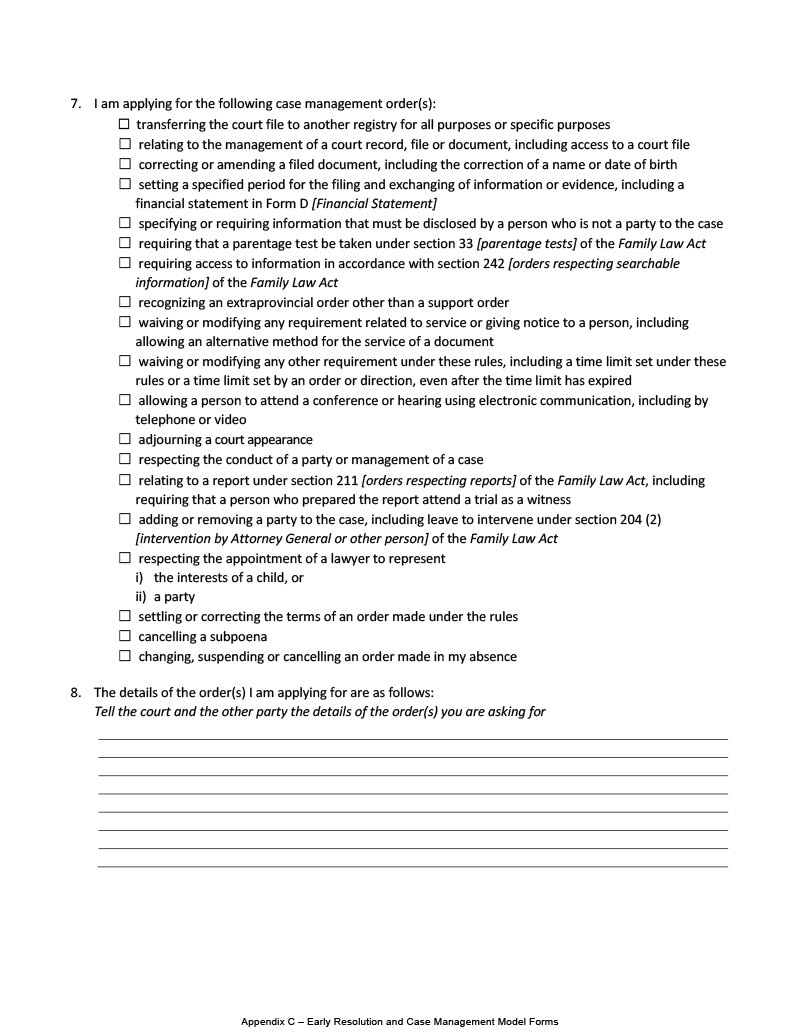 7. I am applying for the following case management order(s):
☐ transferring the court file to another registry for all purposes or specific purposes
☐ relating to the management of a court record, file or document, including access to a court file
☐ correcting or amending a filed document, including the correction of a name or date of birth
☐ setting a specified period for the filing and exchanging of information or evidence, including a
financial statement in Form D [Financial Statement]
☐ specifying or requiring information that must be disclosed by a person who is not a party to the case
☐ requiring that a parentage test be taken under section 33 [parentage tests] of the Family Law Act
☐ requiring access to information in accordance with section 242 [orders respecting searchable
information] of the Family Law Act
☐ recognizing an extraprovincial order other than a support order
☐ waiving or modifying any requirement related to service or giving notice to a person, including
allowing an alternative method for the service of a document
☐ waiving or modifying any other requirement under these rules, including a time limit set under these
rules or a time limit set by an order or direction, even after the time limit has expired
☐ allowing a person to attend a conference or hearing using electronic communication, including by
telephone or video
☐ adjourning a court appearance
☐ respecting the conduct of a party or management of a case
☐ relating to a report under section 211 [orders respecting reports] of the Family Law Act, including
requiring that a person who prepared the report attend a trial as a witness
☐ adding or removing a party to the case, including leave to intervene under section 204 (2)
[intervention by Attorney General or other person] of the Family Law Act
☐ respecting the appointment of a lawyer to represent
i) the interests of a child, or
ii) a party
☐ settling or correcting the terms of an order made under the rules
☐ cancelling a subpoena
☐ changing, suspending or cancelling an order made in my absence
8. The details of the order(s) I am applying for are as follows:
Tell the court and the other party the details of the order(s) you are asking for
Appendix C – Early Resolution and Case Management Model Forms